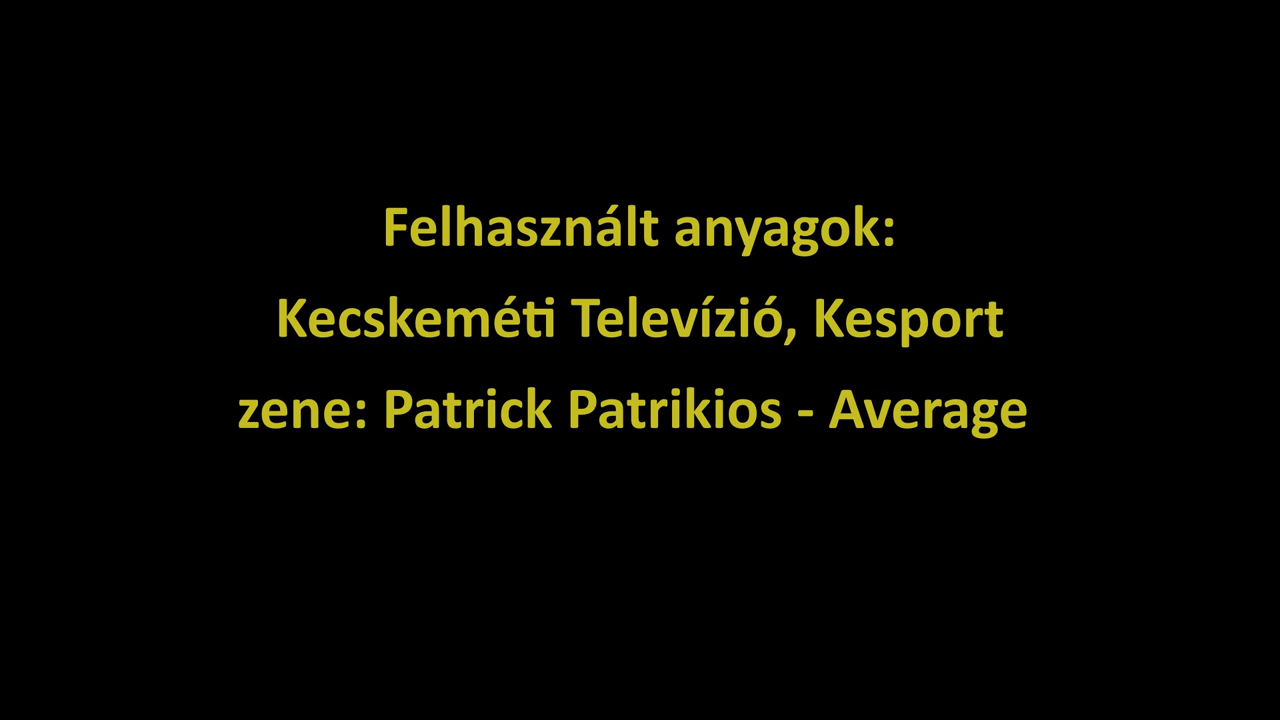 Felhasznált anyagok:
Kecskeméti Televízió, Kesport
zene: Patrick Patrikios - Average